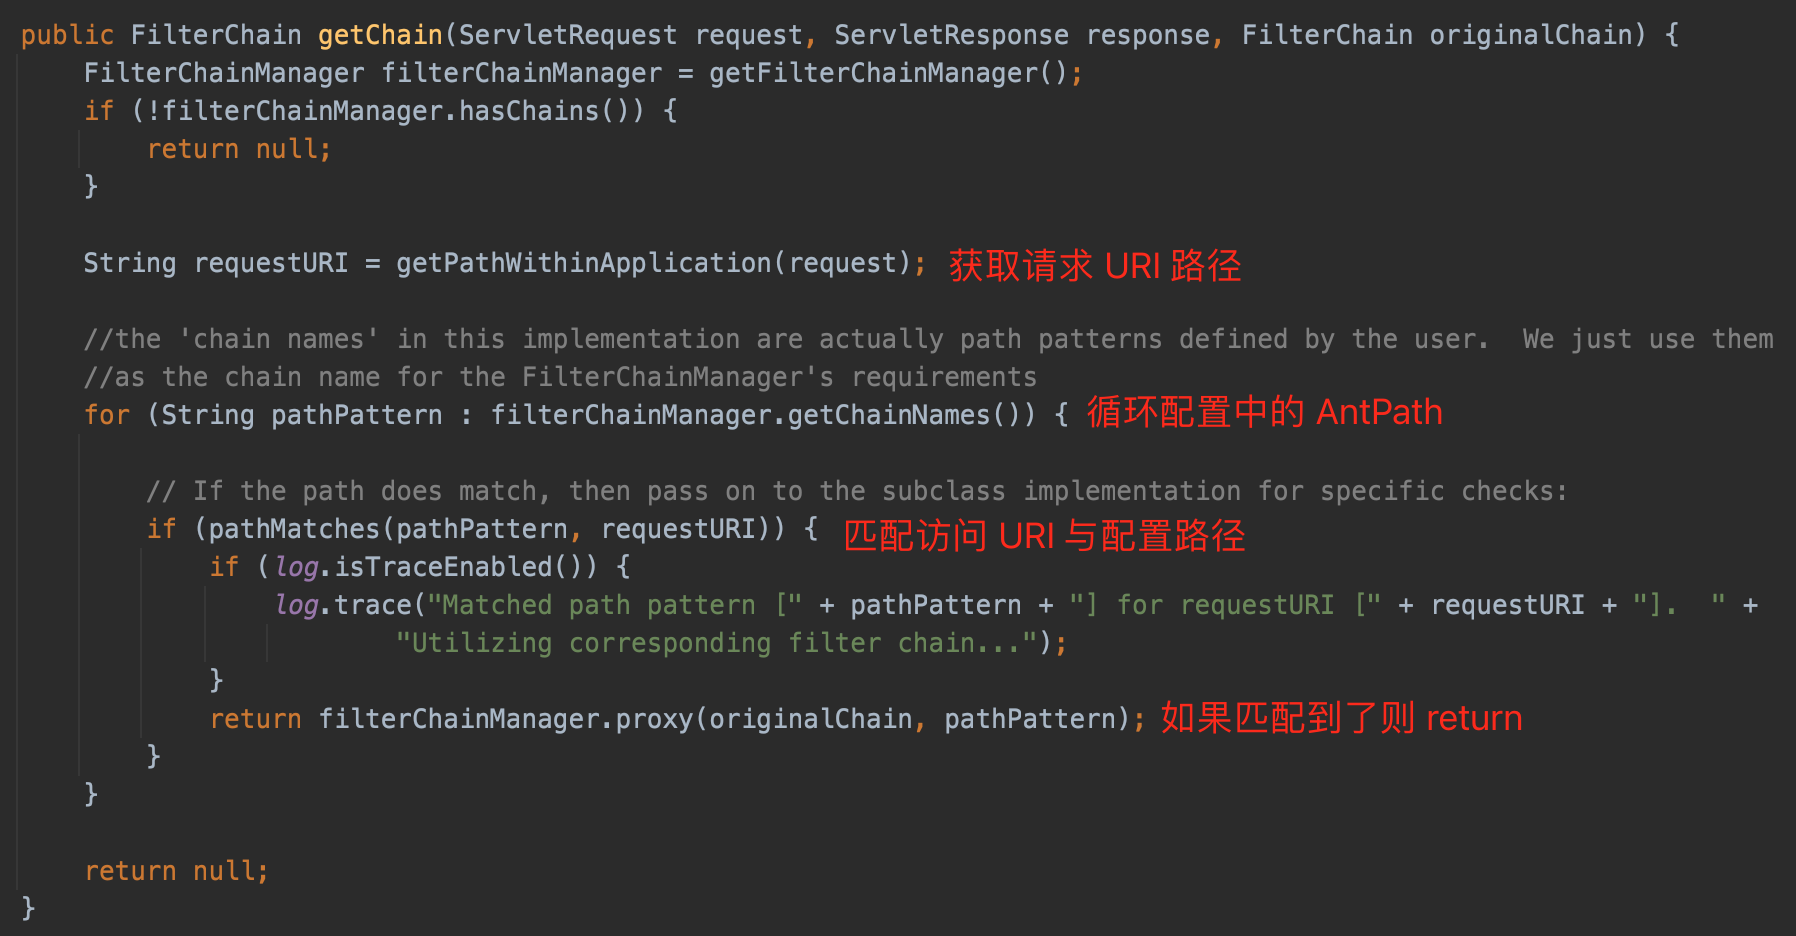 public FilterChain getChain(ServletRequest request, ServletResponse response, FilterChain originalChain) {
FilterChainManager filterChainManager = getFilterChainManager();
if (!filterChainManager.hasChains()) {
return null;
}
String requestURI = getPathWithinApplication(request); 获取请求 URI 路径
//the 'chain names' in this implementation are actually path patterns defined by the user.  We just use them
//as the chain name for the FilterChainManager's requirements
for (String pathPattern : filterChainManager.getChainNames()) { 循环配置中的 AntPath
// If the path does match, then pass on to the subclass implementation for specific checks:
if (pathMatches(pathPattern, requestURI)) { 匹配访问 URI 与配置路径
if (log.isTraceEnabled()) {
log.trace("Matched path pattern [" + pathPattern + "] for requestURI [" + requestURI + "].  " +
"Utilizing corresponding filter chain...");
}
return filterChainManager.proxy(originalChain, pathPattern); 如果匹配到了则 return
}
}
return null;
}